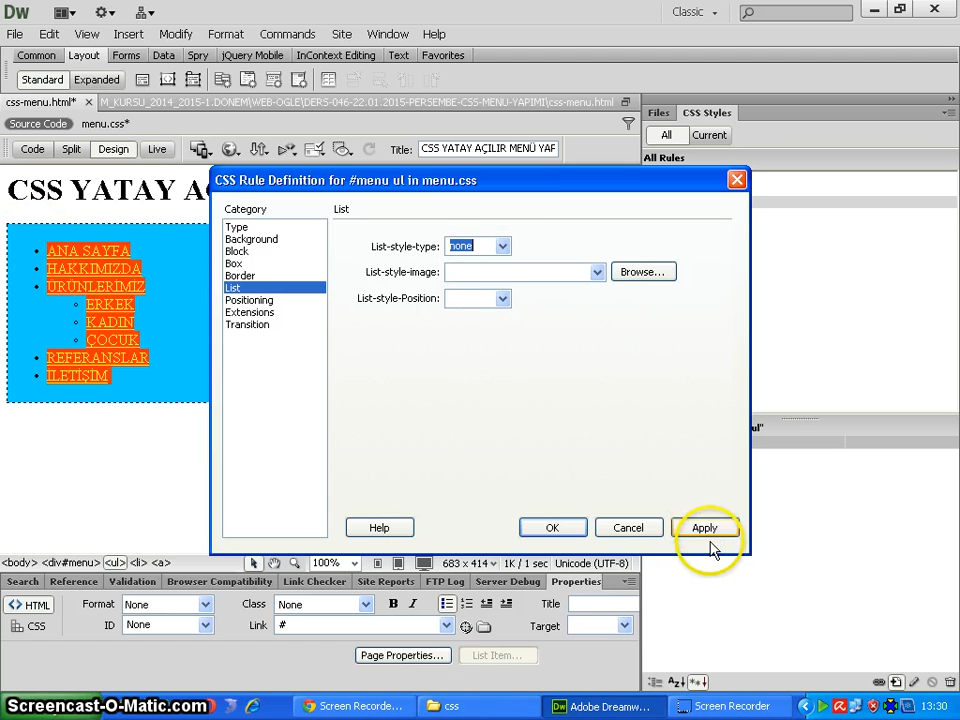 Dw
Classic
File Edit View Insert Modify Format Commands Site Window Help
Common Layout Forms Data Spry jQuery Mobile InContext Editing Text Favorites
Standard Expanded
css-menu.html* M_KURSU_2014_2015-1.DONEM\WEB-OGLE\DERS-046-22.01.2015-PERSEMBE-CSS-MENU-YAPIMI\css-menu.html
Files CSS Styles
Source Code menu.css*
All Current
Code Split Design Live Title: CSS YATAY AÇILIR MENÜ YAF
All Rules
CSS YATAY AÇ
CSS Rule Definition for #menu ul in menu.css
Category
List
Type
Background
Block
Box
Border
List
Positioning
Extensions
Transition
List-style-type: none
List-style-image: Browse...
List-style-Position:
ANA SAYFA
HAKKIMIZDA
ÜRÜNLERİMİZ
ERKEK
KADIN
ÇOCUK
REFERANSLAR
İLETİŞİM
ul"
Help OK Cancel Apply
<body> <div#menu> <ul> <li> <a> 100% 683 x 414 1K / 1 sec Unicode (UTF-8)
Search Reference Validation Browser Compatibility Link Checker Site Reports FTP Log Server Debug Properties
<> HTML Format None Class None B I Title
CSS ID None Link # Target
Page Properties... List Item...
Screencast-O-Matic.com Screen Recorde... css Adobe Dreamw... Screen Recorder 13:30